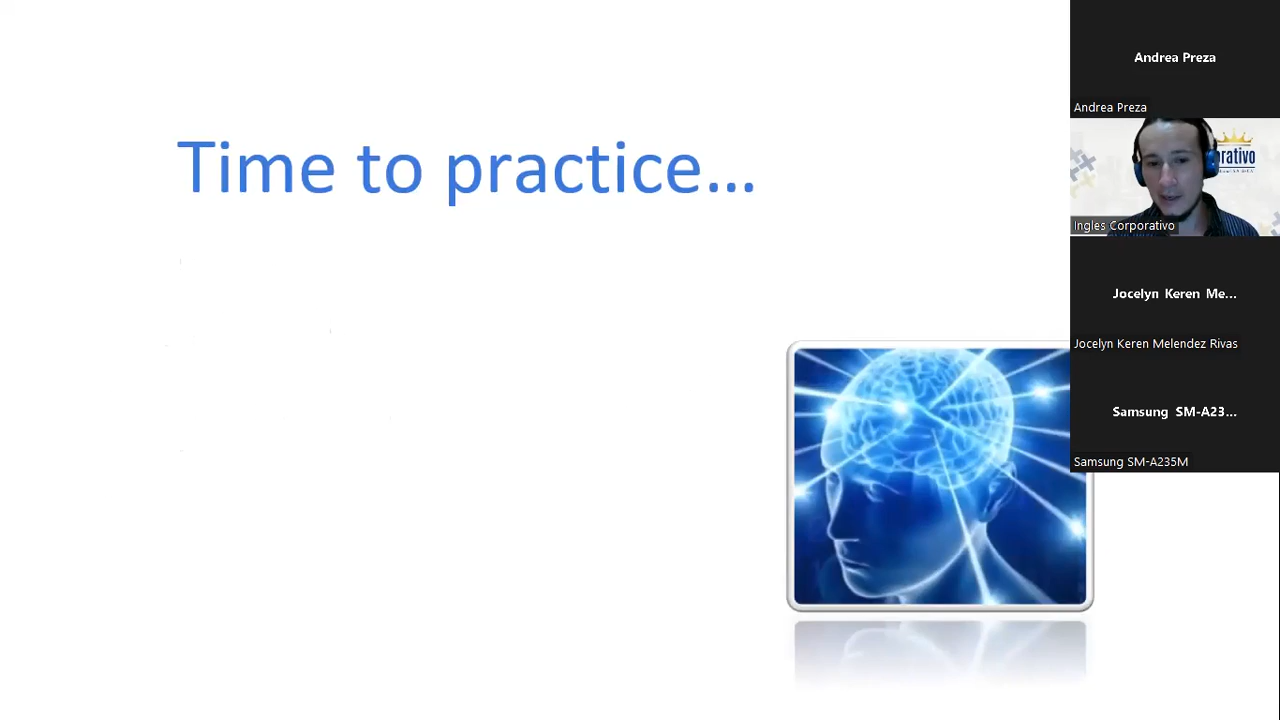 Time to practice...
Andrea Preza
Andrea Preza
orativo
Ingles Corporativo
Jocelyn Keren Me...
Jocelyn Keren Melendez Rivas
Samsung SM-A23...
Samsung SM-A235M